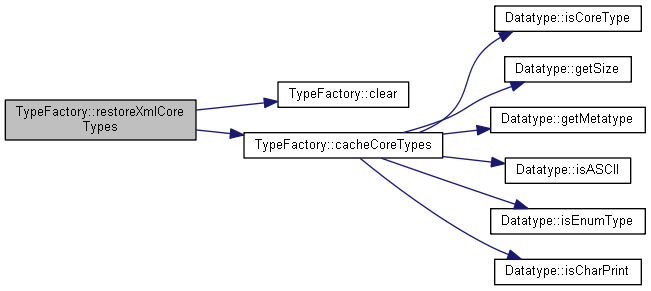 TypeFactory::restoreXmlCore
Types
TypeFactory::clear
TypeFactory::cacheCoreTypes
Datatype::isCoreType
Datatype::getSize
Datatype::getMetatype
Datatype::isASCII
Datatype::isEnumType
Datatype::isCharPrint